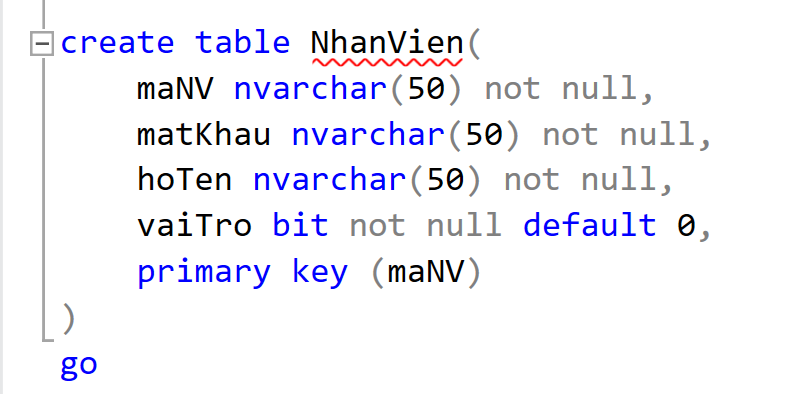 create table NhanVien(
maNV nvarchar(50) not null,
matKhau nvarchar(50) not null,
hoTen nvarchar(50) not null,
vaiTro bit not null default 0,
primary key (maNV)
)
go